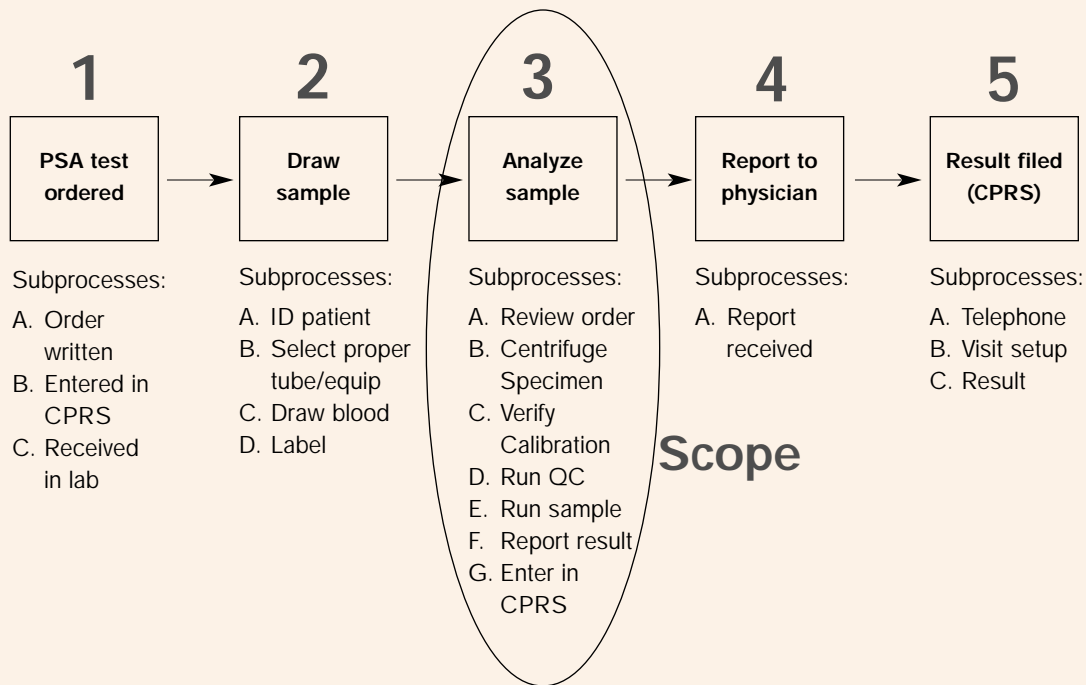 1
PSA test
ordered
Subprocesses:
A. Order
written
B. Entered in
CPRS
C. Received
in lab
2
Draw
sample
Subprocesses:
A. ID patient
B. Select proper
tube/equip
C. Draw blood
D. Label
3
Analyze
sample
Subprocesses:
A. Review order
B. Centrifuge
Specimen
C. Verify
Calibration
D. Run QC
E. Run sample
F. Report result
G. Enter in
CPRS
Scope
4
Report to
physician
Subprocesses:
A. Report
received
5
Result filed
(CPRS)
Subprocesses:
A. Telephone
B. Visit setup
C. Result